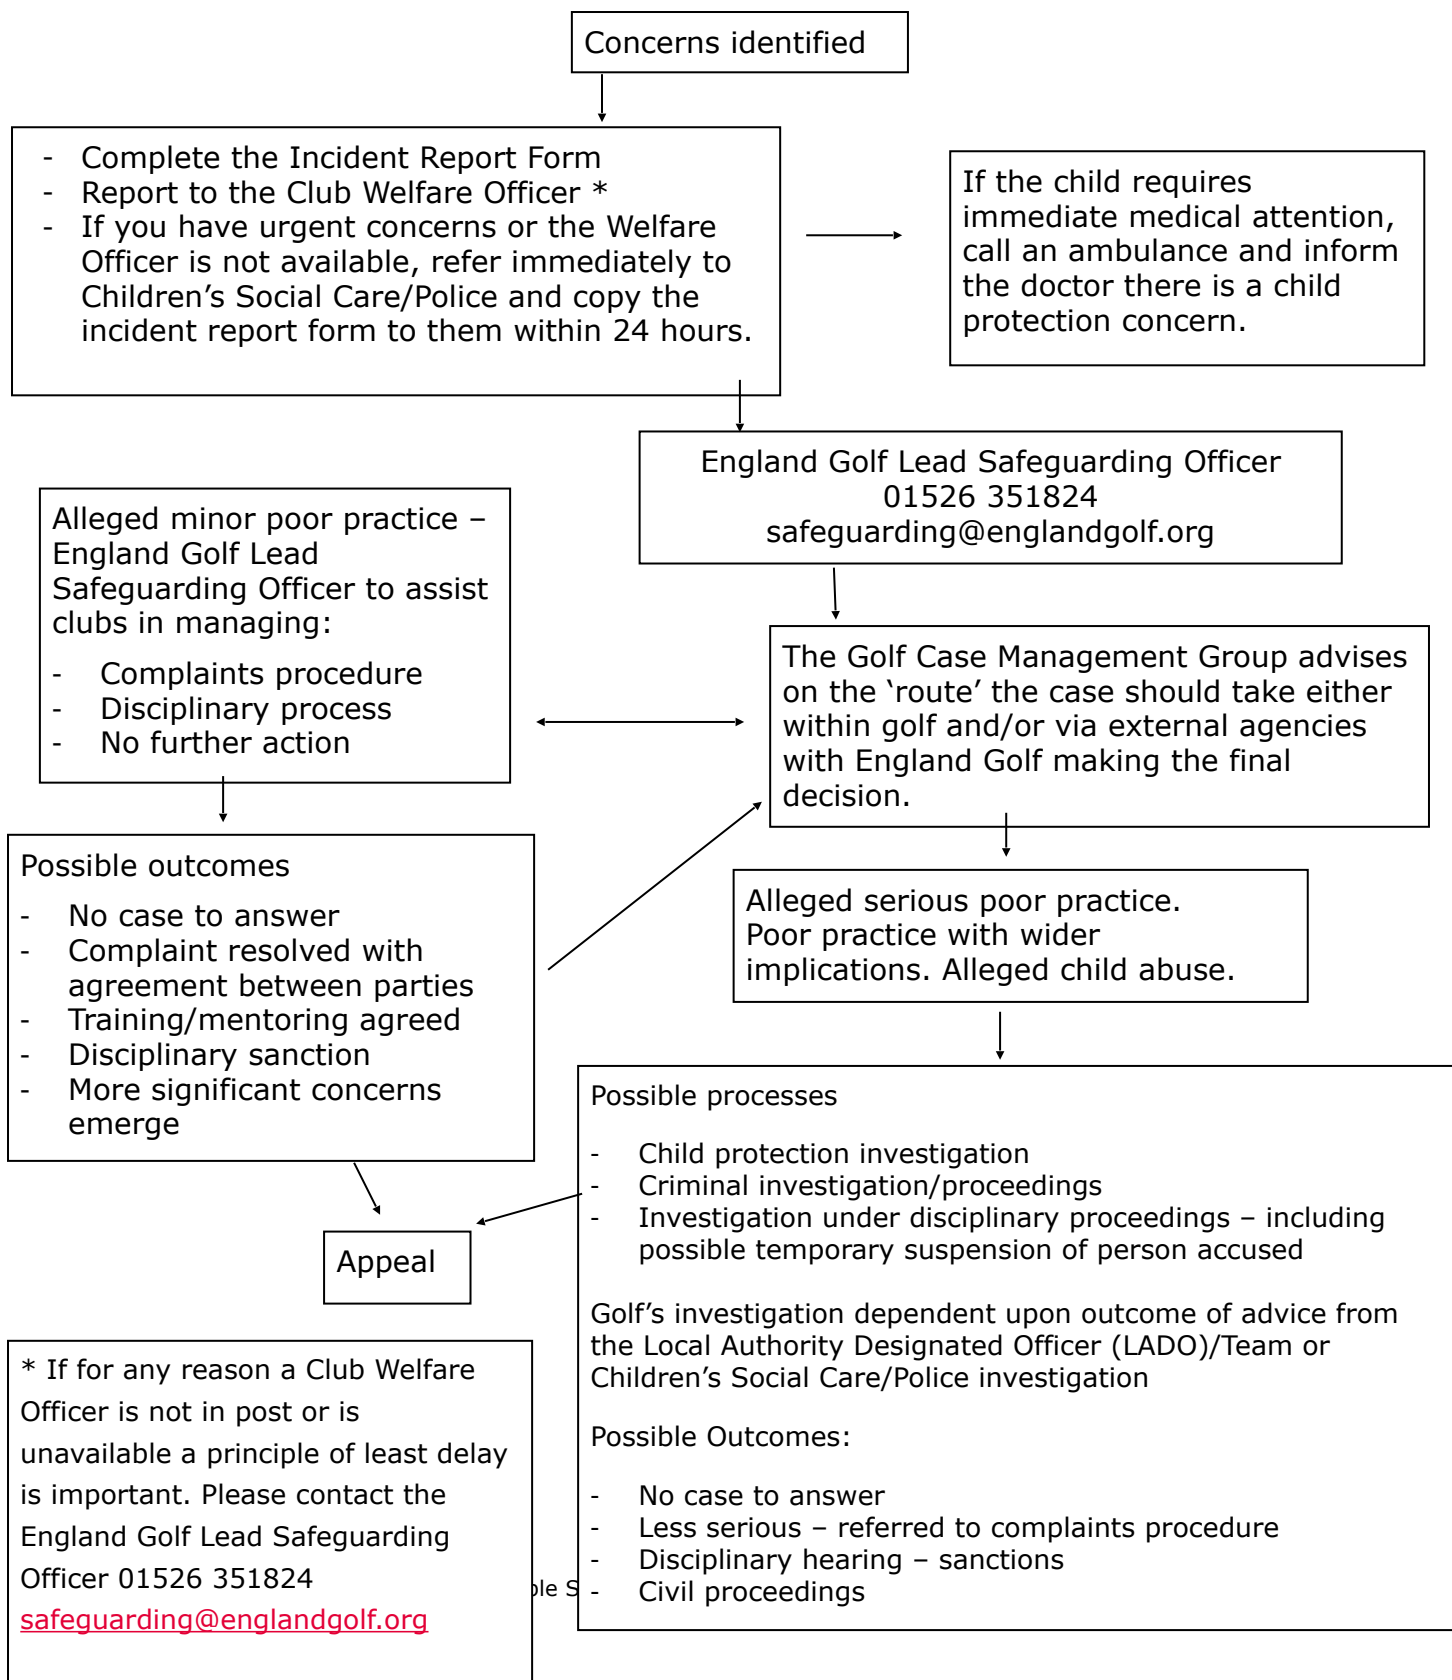 Concerns identified
- Complete the Incident Report Form
- Report to the Club Welfare Officer *
- If you have urgent concerns or the Welfare
Officer is not available, refer immediately to
Children’s Social Care/Police and copy the
incident report form to them within 24 hours.
If the child requires
immediate medical attention,
call an ambulance and inform
the doctor there is a child
protection concern.
England Golf Lead Safeguarding Officer
01526 351824
safeguarding@englandgolf.org
Alleged minor poor practice –
England Golf Lead
Safeguarding Officer to assist
clubs in managing:
- Complaints procedure
- Disciplinary process
- No further action
The Golf Case Management Group advises
on the ‘route’ the case should take either
within golf and/or via external agencies
with England Golf making the final
decision.
Possible outcomes
- No case to answer
- Complaint resolved with
agreement between parties
- Training/mentoring agreed
- Disciplinary sanction
- More significant concerns
emerge
Alleged serious poor practice.
Poor practice with wider
implications. Alleged child abuse.
Possible processes
- Child protection investigation
- Criminal investigation/proceedings
- Investigation under disciplinary proceedings – including
possible temporary suspension of person accused
Golf’s investigation dependent upon outcome of advice from
the Local Authority Designated Officer (LADO)/Team or
Children’s Social Care/Police investigation
Possible Outcomes:
- No case to answer
- Less serious – referred to complaints procedure
- Disciplinary hearing – sanctions
- Civil proceedings
Appeal
* If for any reason a Club Welfare
Officer is not in post or is
unavailable a principle of least delay
is important. Please contact the
England Golf Lead Safeguarding
Officer 01526 351824
safeguarding@englandgolf.org